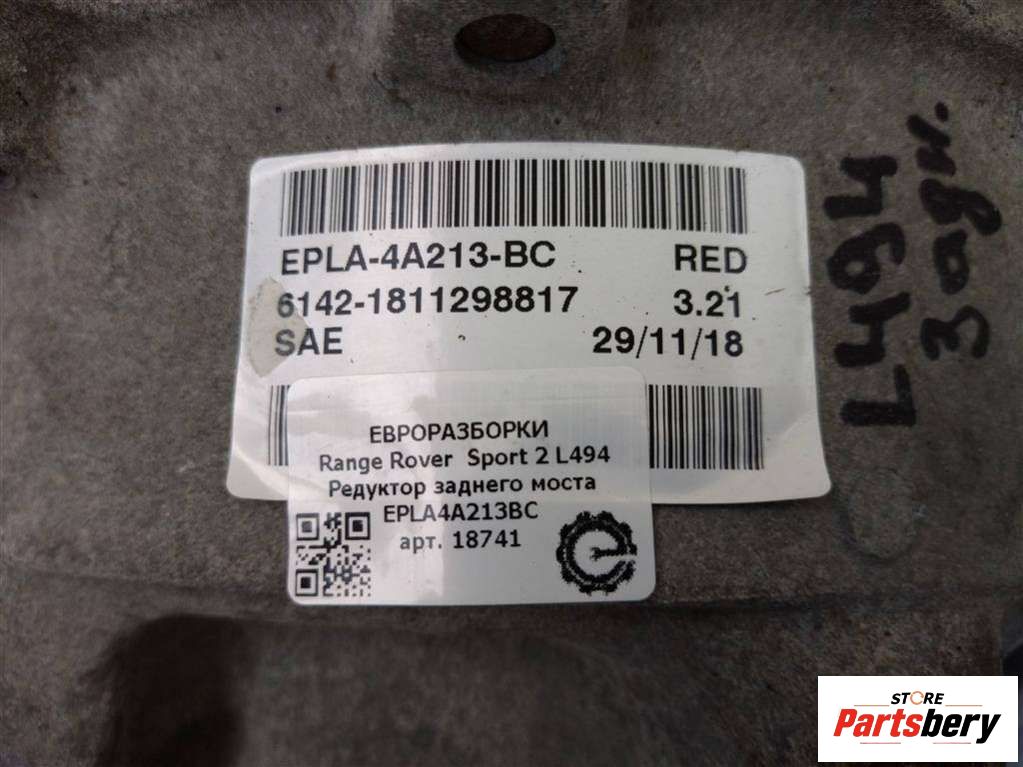 EPLA-4A213-BC RED
6142-1811298817 3.21
SAE 29/11/18
ЕВРОРАЗБОРКИ
Range Rover Sport 2 L494
Редуктор заднего моста
EPLA4A213BC
арт. 18741
L494
Задн.
STORE
Partsbery